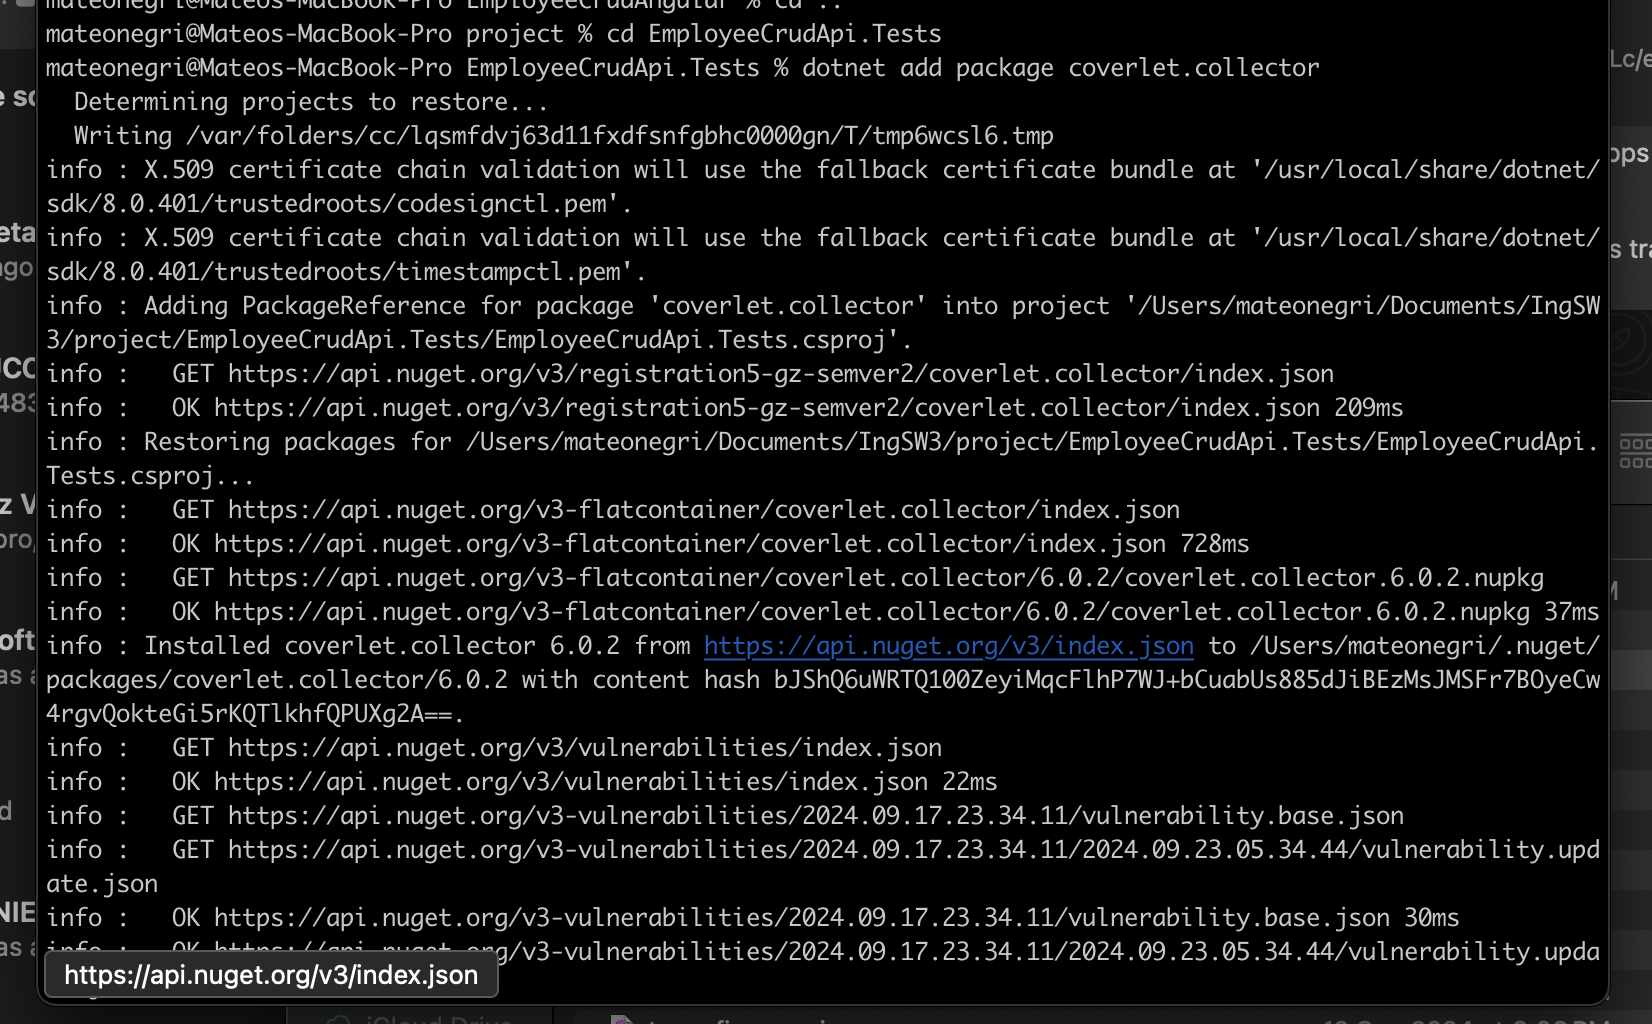 mateonegri@Mateos-MacBook-Pro EmployeeCrudAngular % cd ..
mateonegri@Mateos-MacBook-Pro project % cd EmployeeCrudApi.Tests
mateonegri@Mateos-MacBook-Pro EmployeeCrudApi.Tests % dotnet add package coverlet.collector
Determining projects to restore...
Writing /var/folders/cc/lqsmfdvj63d11fxdfsnfgbhc0000gn/T/tmp6wcsl6.tmp
info : X.509 certificate chain validation will use the fallback certificate bundle at '/usr/local/share/dotnet/
sdk/8.0.401/trustedroots/codesignctl.pem'.
info : X.509 certificate chain validation will use the fallback certificate bundle at '/usr/local/share/dotnet/
sdk/8.0.401/trustedroots/timestampctl.pem'.
info : Adding PackageReference for package 'coverlet.collector' into project '/Users/mateonegri/Documents/IngSW
3/project/EmployeeCrudApi.Tests/EmployeeCrudApi.Tests.csproj'.
info :   GET https://api.nuget.org/v3/registration5-gz-semver2/coverlet.collector/index.json
info :   OK https://api.nuget.org/v3/registration5-gz-semver2/coverlet.collector/index.json 209ms
info : Restoring packages for /Users/mateonegri/Documents/IngSW3/project/EmployeeCrudApi.Tests/EmployeeCrudApi.
Tests.csproj...
info :   GET https://api.nuget.org/v3-flatcontainer/coverlet.collector/index.json
info :   OK https://api.nuget.org/v3-flatcontainer/coverlet.collector/index.json 728ms
info :   GET https://api.nuget.org/v3-flatcontainer/coverlet.collector/6.0.2/coverlet.collector.6.0.2.nupkg
info :   OK https://api.nuget.org/v3-flatcontainer/coverlet.collector/6.0.2/coverlet.collector.6.0.2.nupkg 37ms
info : Installed coverlet.collector 6.0.2 from https://api.nuget.org/v3/index.json to /Users/mateonegri/.nuget/
packages/coverlet.collector/6.0.2 with content hash bJShQ6uWRTQ100ZeyiMqcFlhP7WJ+bCuabUs885dJiBEzMsJMSFr7BOyeCw
4rgvQokteGi5rKQTlkhfQPUXg2A==.
info :   GET https://api.nuget.org/v3/vulnerabilities/index.json
info :   OK https://api.nuget.org/v3/vulnerabilities/index.json 22ms
info :   GET https://api.nuget.org/v3-vulnerabilities/2024.09.17.23.34.11/vulnerability.base.json
info :   GET https://api.nuget.org/v3-vulnerabilities/2024.09.17.23.34.11/2024.09.23.05.34.44/vulnerability.upd
ate.json
info :   OK https://api.nuget.org/v3-vulnerabilities/2024.09.17.23.34.11/vulnerability.base.json 30ms
info :   OK https://api.nuget.org/v3-vulnerabilities/2024.09.17.23.34.11/2024.09.23.05.34.44/vulnerability.upda
https://api.nuget.org/v3/index.json